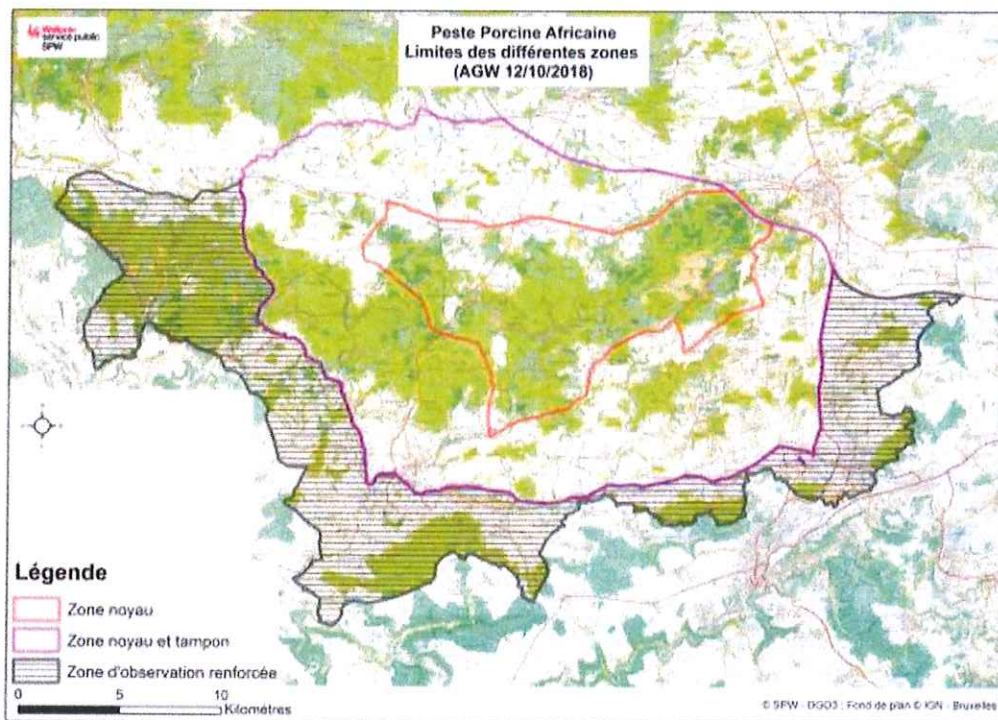 Wallonie
service public
SPW
Peste Porcine Africaine
Limites des différentes zones
(AGW 12/10/2018)
Légende
Zone noyau
Zone noyau et tampon
Zone d'observation renforcée
0 5 10
Kilomètres
© SPW - DGO3 ; Fond de plan © IGN - Bruxelles